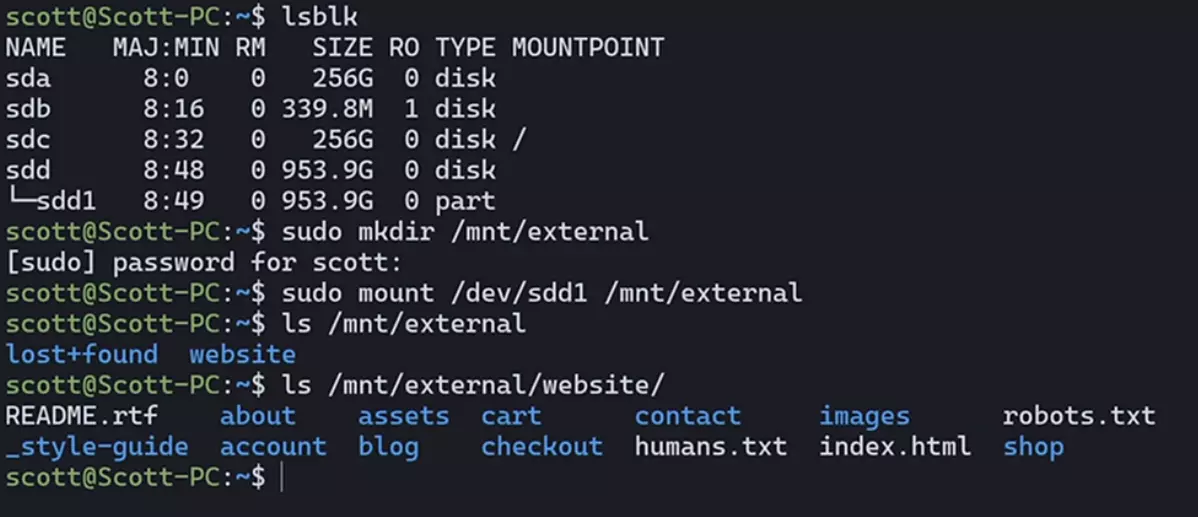 scott@Scott-PC:~$ lsblk
NAME   MAJ:MIN RM   SIZE RO TYPE MOUNTPOINT
sda      8:0    0   256G  0 disk
sdb      8:16   0 339.8M  1 disk
sdc      8:32   0   256G  0 disk /
sdd      8:48   0 953.9G  0 disk
└─sdd1   8:49   0 953.9G  0 part
scott@Scott-PC:~$ sudo mkdir /mnt/external
[sudo] password for scott:
scott@Scott-PC:~$ sudo mount /dev/sdd1 /mnt/external
scott@Scott-PC:~$ ls /mnt/external
lost+found  website
scott@Scott-PC:~$ ls /mnt/external/website/
README.rtf    about    assets  cart      contact     images      robots.txt
_style-guide  account  blog    checkout  humans.txt  index.html  shop
scott@Scott-PC:~$